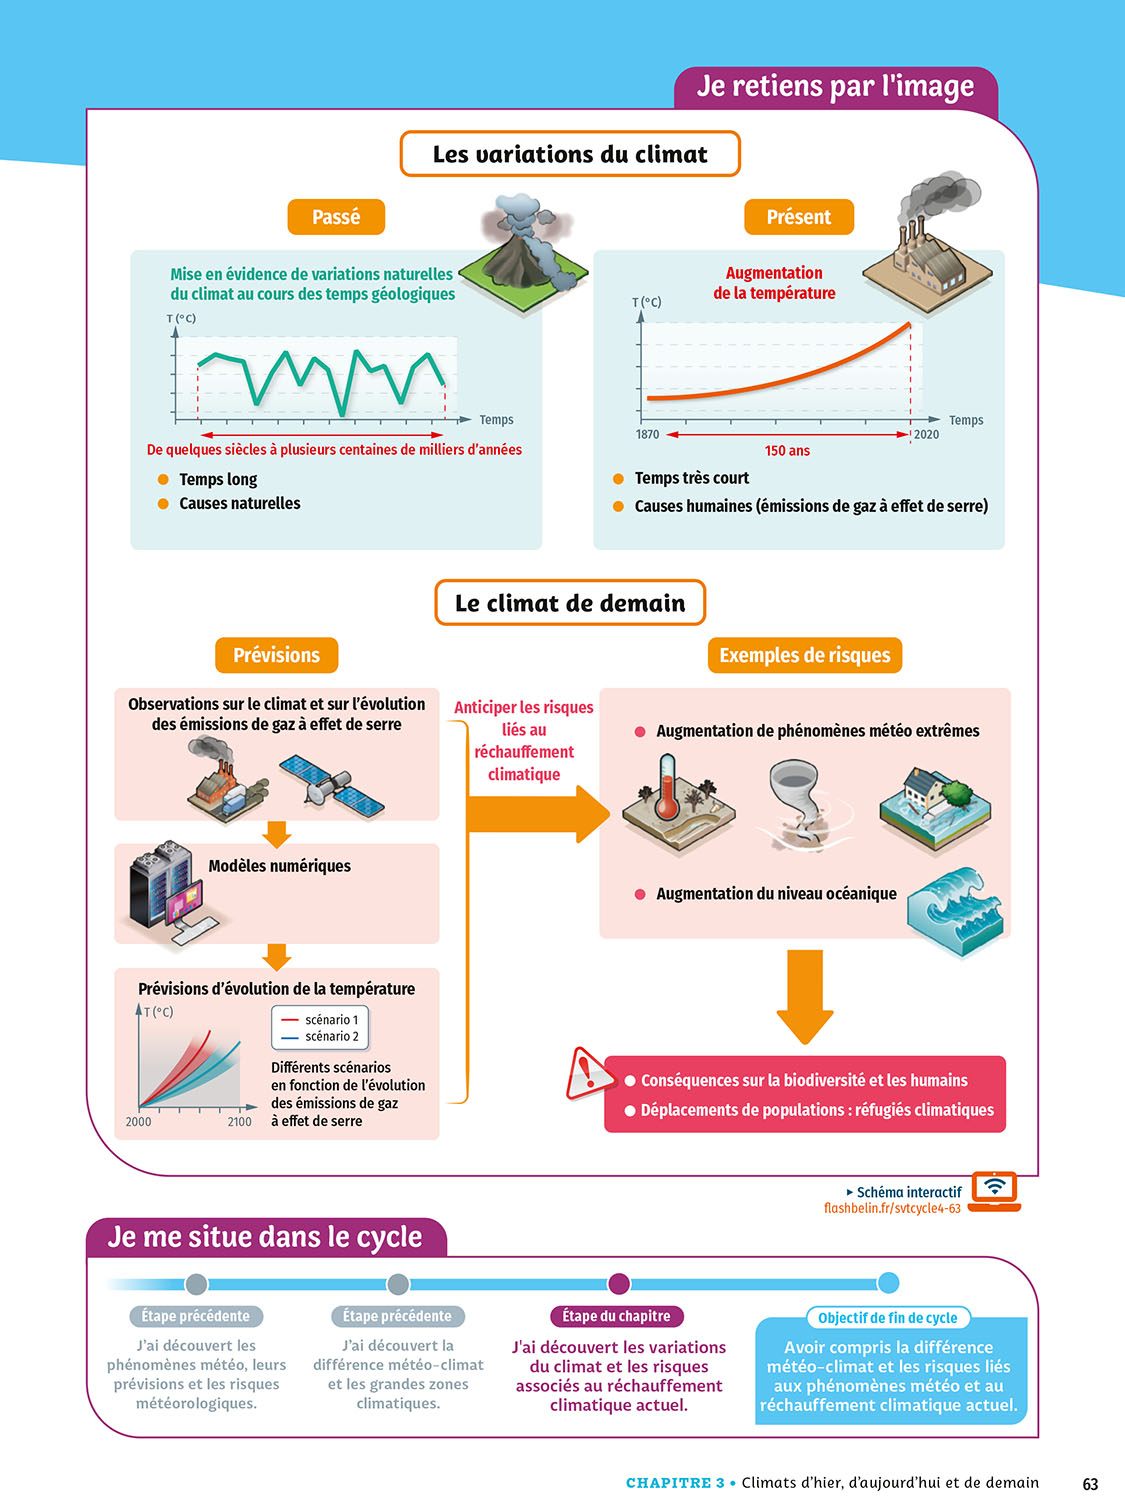 Je retiens par l'image
Les variations du climat
Passé
Mise en évidence de variations naturelles
du climat au cours des temps géologiques
T (°C)
Temps
De quelques siècles à plusieurs centaines de milliers d'années
Temps long
Causes naturelles
Présent
Augmentation
de la température
T (°C)
Temps
1870
2020
150 ans
Temps très court
Causes humaines (émissions de gaz à effet de serre)
Le climat de demain
Prévisions
Observations sur le climat et sur l'évolution
des émissions de gaz à effet de serre
Modèles numériques
Prévisions d'évolution de la température
T (°C)
scénario 1
scénario 2
Différents scénarios
en fonction de l'évolution
des émissions de gaz
à effet de serre
2000
2100
Anticiper les risques
liés au
réchauffement
climatique
Exemples de risques
Augmentation de phénomènes météo extrêmes
Augmentation du niveau océanique
Conséquences sur la biodiversité et les humains
Déplacements de populations : réfugiés climatiques
Schéma interactif
flashbelin.fr/svtcycle4-63
Je me situe dans le cycle
Étape précédente
J'ai découvert les
phénomènes météo, leurs
prévisions et les risques
météorologiques.
Étape précédente
J'ai découvert la
différence météo-climat
et les grandes zones
climatiques.
Étape du chapitre
J'ai découvert les variations
du climat et les risques
associés au réchauffement
climatique actuel.
Objectif de fin de cycle
Avoir compris la différence
météo-climat et les risques liés
aux phénomènes météo et au
réchauffement climatique actuel.
CHAPITRE 3 • Climats d'hier, d'aujourd'hui et de demain
63